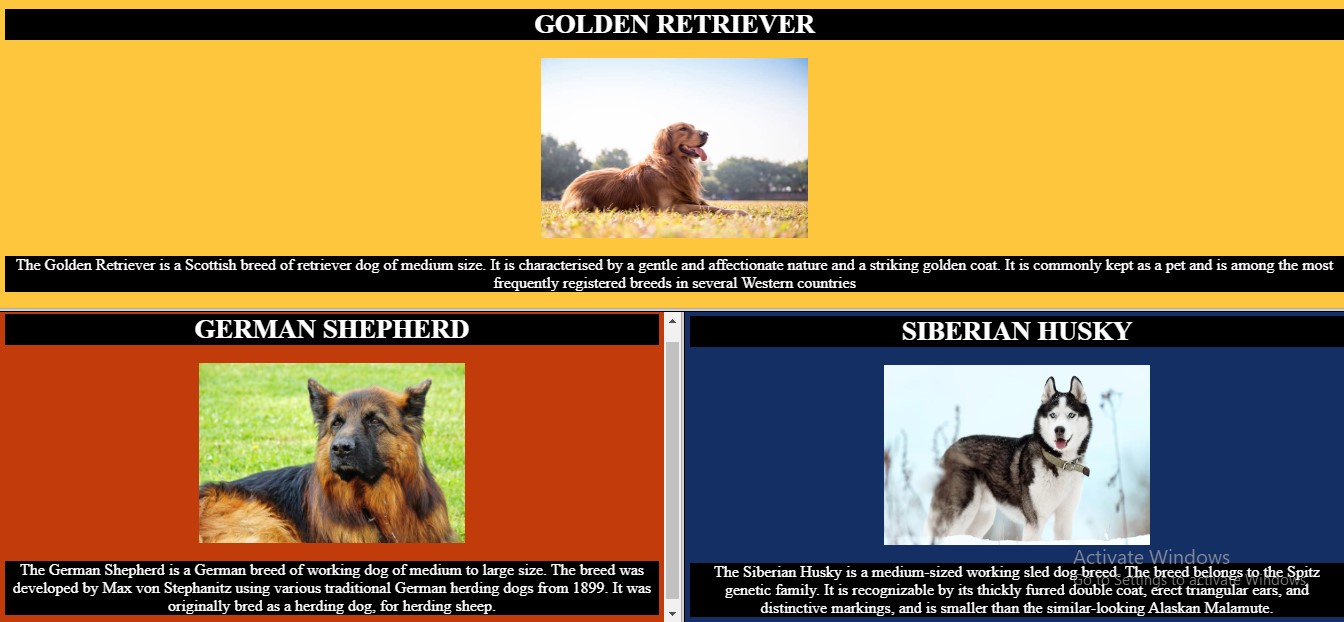 GOLDEN RETRIEVER
The Golden Retriever is a Scottish breed of retriever dog of medium size. It is characterised by a gentle and affectionate nature and a striking golden coat. It is commonly kept as a pet and is among the most
frequently registered breeds in several Western countries
GERMAN SHEPHERD
The German Shepherd is a German breed of working dog of medium to large size. The breed was
developed by Max von Stephanitz using various traditional German herding dogs from 1899. It was
originally bred as a herding dog, for herding sheep.
SIBERIAN HUSKY
The Siberian Husky is a medium-sized working sled dog breed. The breed belongs to the Spitz
genetic family. It is recognizable by its thickly furred double coat, erect triangular ears, and
distinctive markings, and is smaller than the similar-looking Alaskan Malamute.
Activate Windows
Go to Settings to activate Windows.